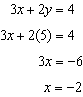 3x + 2y = 4
3x + 2(5) = 4
3x = −6
x = −2